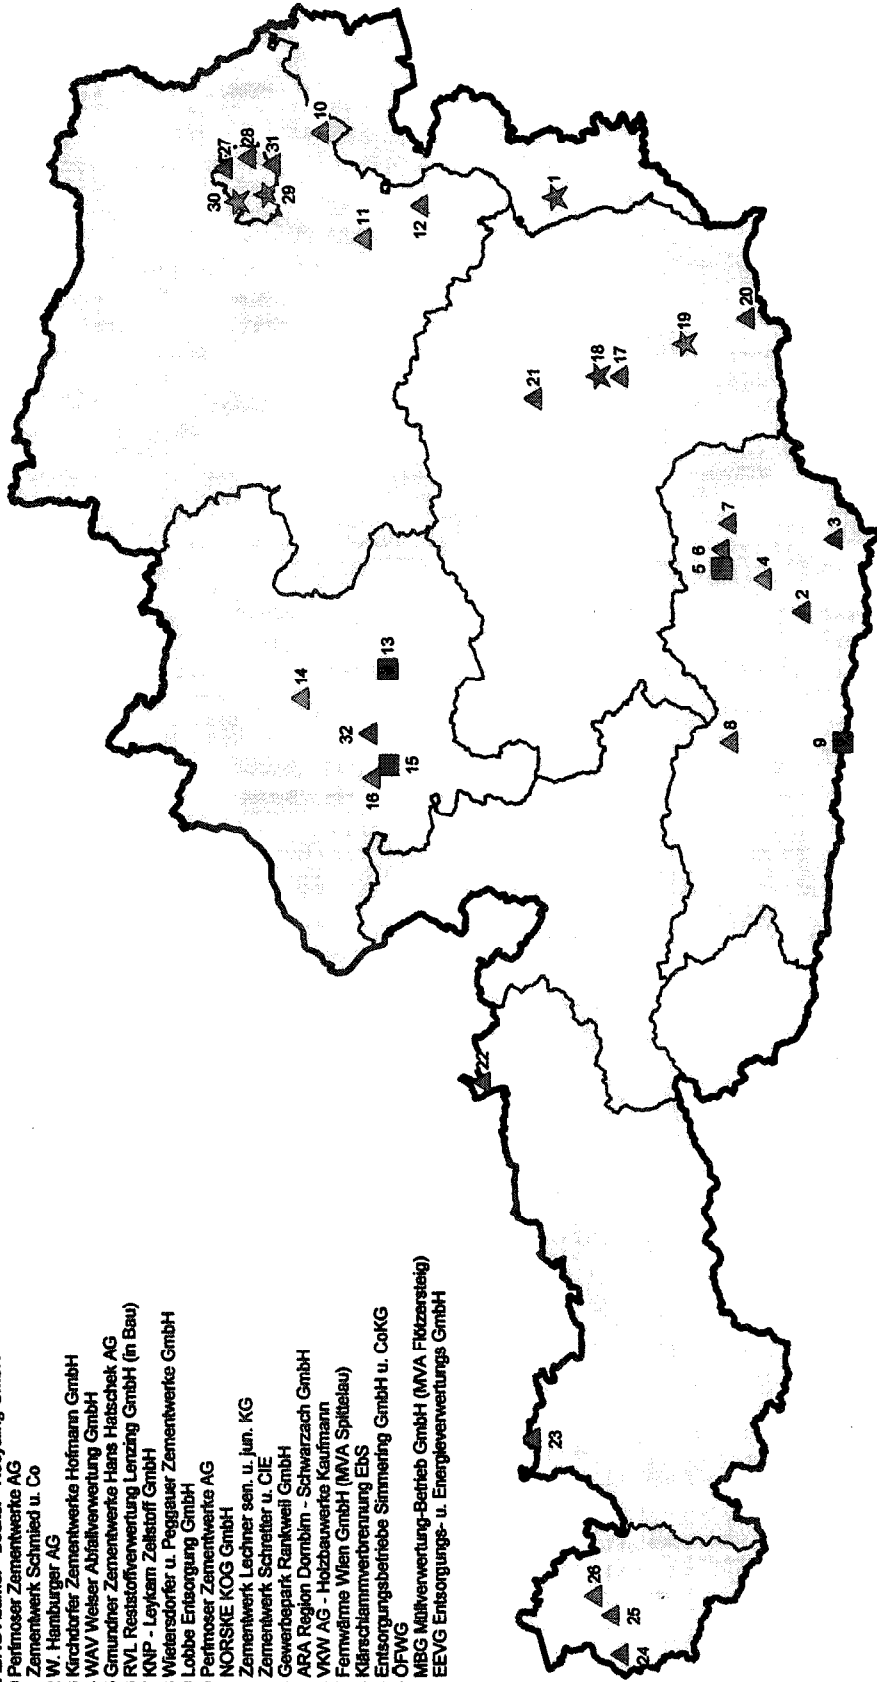 Perlmoser Zementwerke AG
Zementwerk Schmied u. Co
W. Hamburger AG
Kirchdorfer Zementwerke Hofmann GmbH
WAV Welser Abfallverwertung GmbH
Gmundner Zementwerke Hans Hatschek AG
RVL Reststoffverwertung Lenzing GmbH (in Bau)
KNP - Leykam Zellstoff GmbH
Wietersdorfer u. Peggauer Zementwerke GmbH
Lobbe Entsorgung GmbH
Perlmoser Zementwerke AG
NORSKE KOG GmbH
Zementwerk Lechner sen. u. jun. KG
Zementwerk Schretter u. CIE
Gewerbepark Rankweil GmbH
ARA Region Dornbirn - Schwarzach GmbH
VKW AG - Holzbauwerke Kaufmann
Fernwärme Wien GmbH (MVA Spittelau)
Klärschlammverbrennung EbS
Entsorgungsbetriebe Simmering GmbH u. CoKG
ÖFWG
MBG Müllverwertung-Betrieb GmbH (MVA Flötzersteig)
EEVG Entsorgungs- u. Energieverwertungs GmbH
24
25
26
23
22
16
15
32
14
13
9
8
2
4
5
6
7
3
21
18
17
19
20
11
12
30
29
27
28
31
10
1